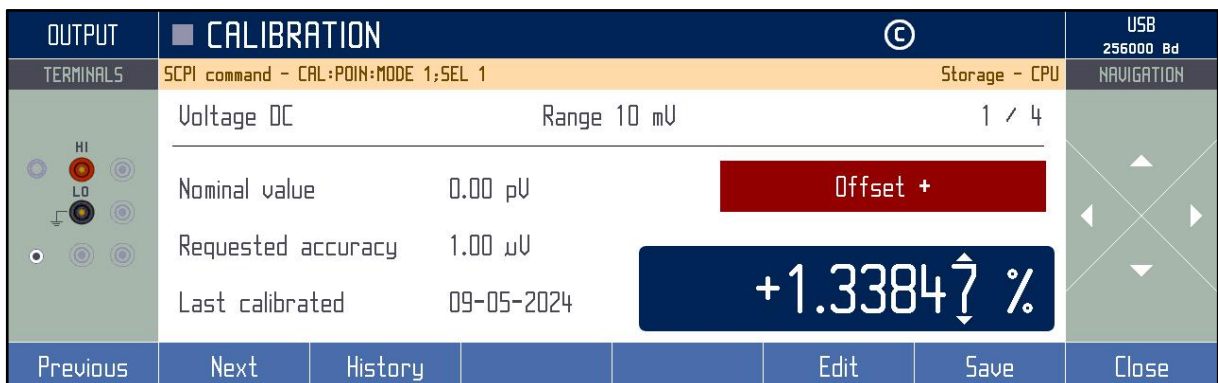 OUTPUT
CALIBRATION
©
USB
256000 Bd
TERMINALS
SCPI command - CAL:POIN:MODE 1;SEL 1
Storage - CPU
NAVIGATION
Voltage DC
Range 10 mV
1 / 4
HI
LO
Nominal value
0.00 pV
Offset +
Requested accuracy
1.00 µV
Last calibrated
09-05-2024
+1.33847 %
Previous
Next
History
Edit
Save
Close